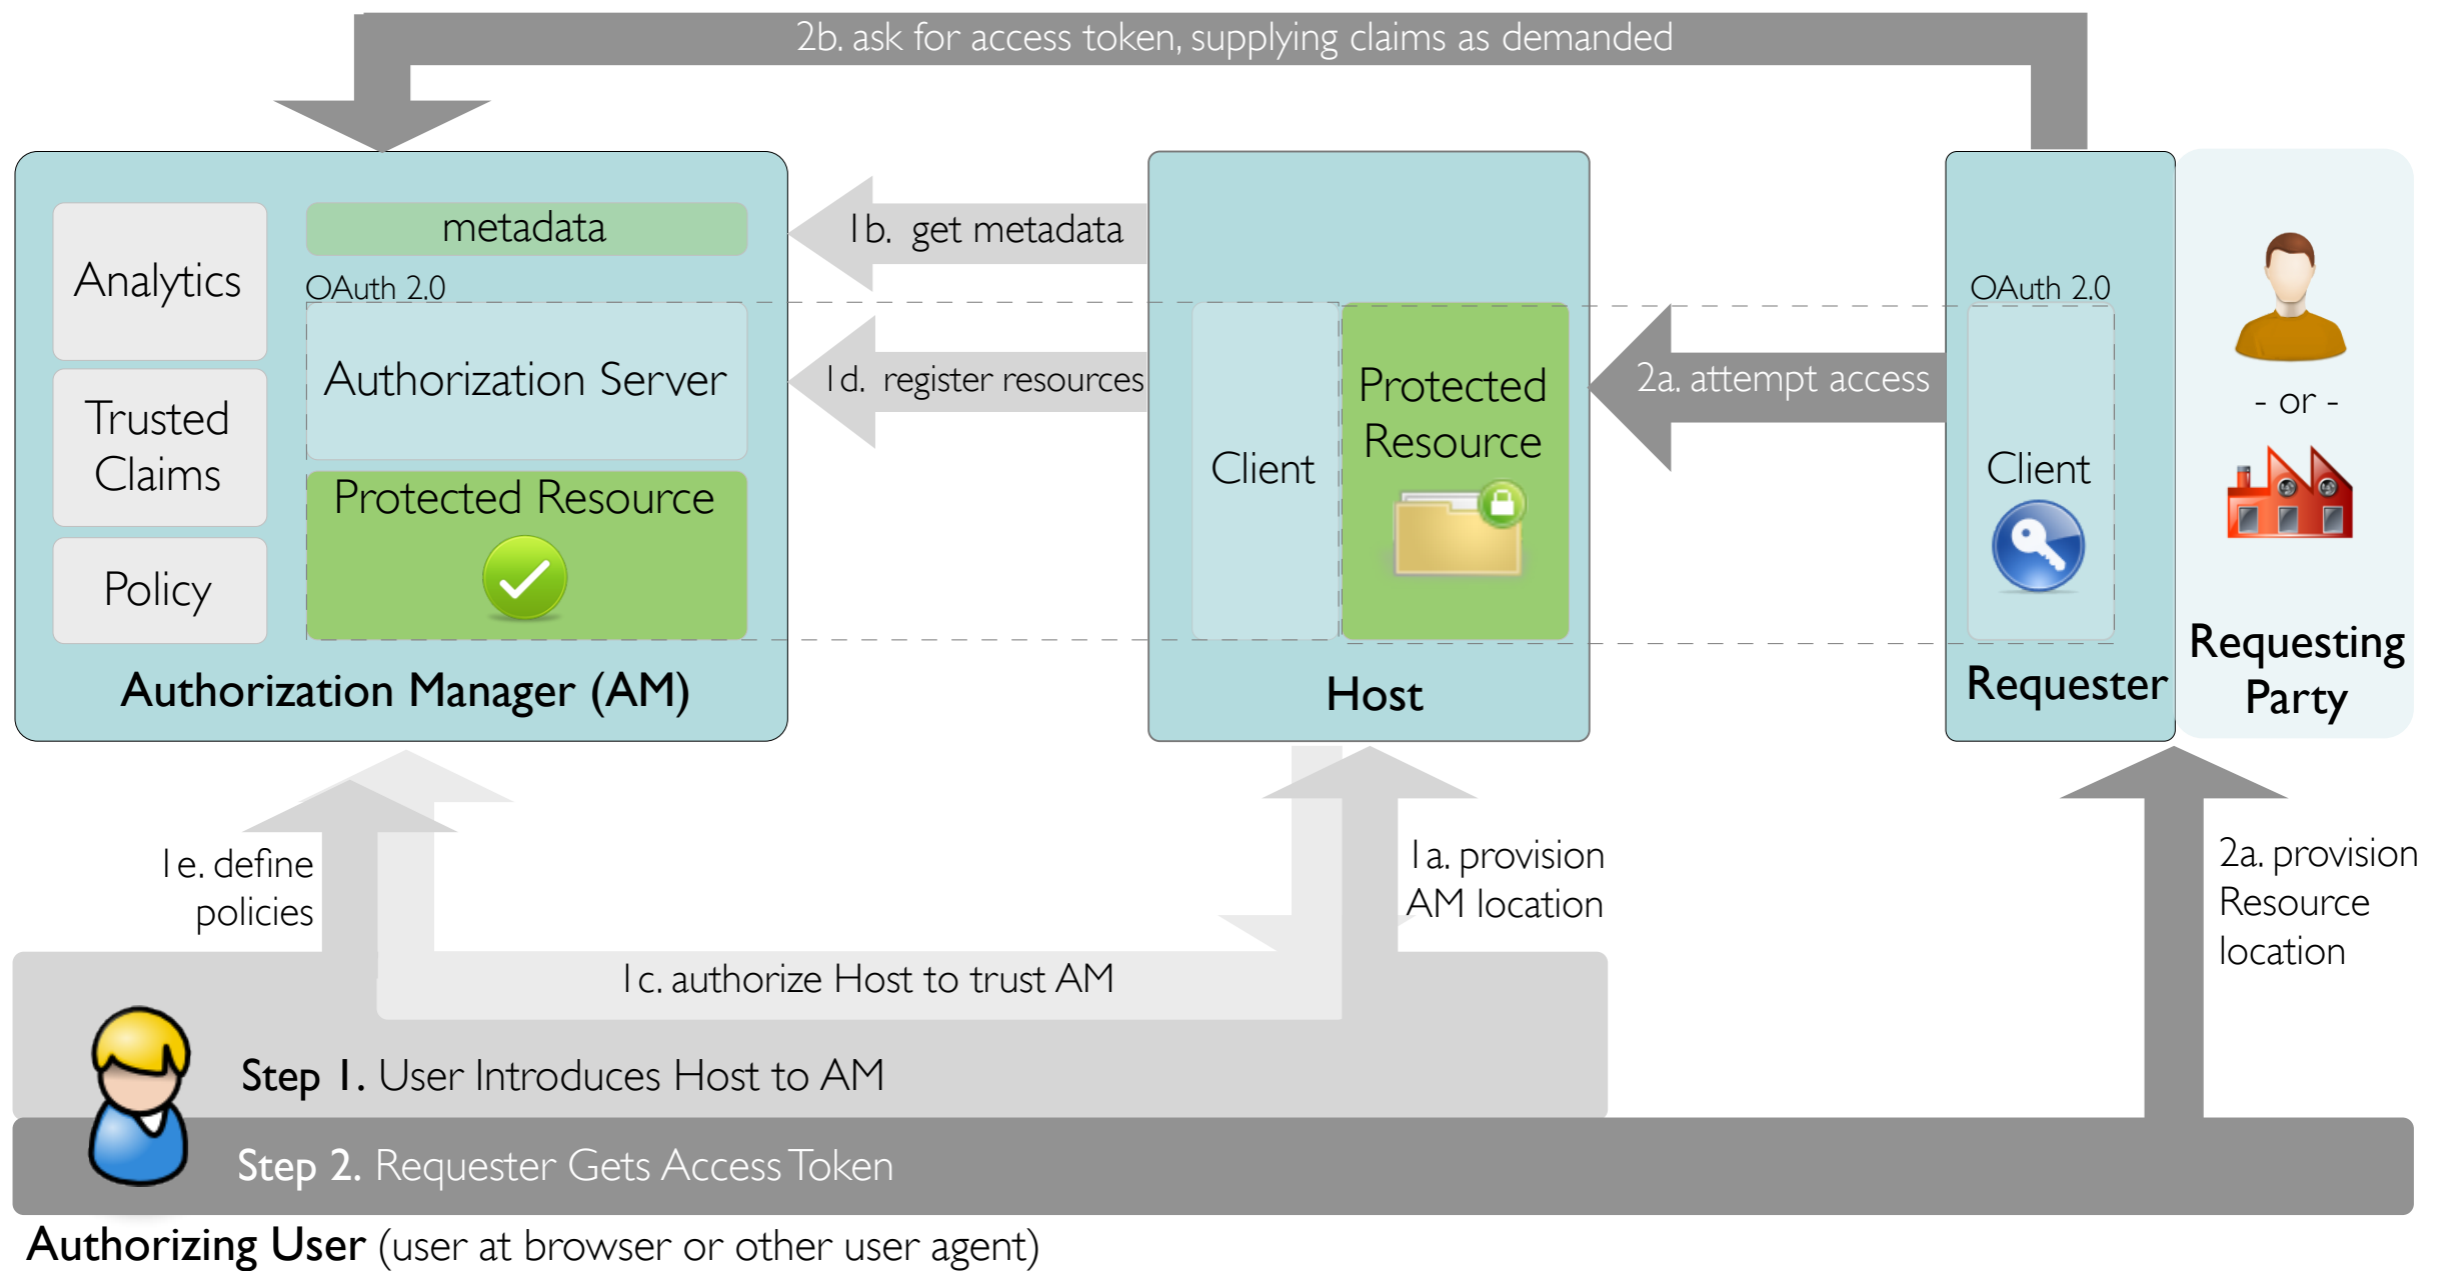 2b. ask for access token, supplying claims as demanded
Analytics
Trusted
Claims
Policy
metadata
OAuth 2.0
Authorization Server
Protected Resource
Authorization Manager (AM)
1b. get metadata
1d. register resources
Client
Protected
Resource
Host
2a. attempt access
OAuth 2.0
Client
Requester
- or -
Requesting
Party
1e. define
policies
1c. authorize Host to trust AM
1a. provision
AM location
2a. provision
Resource
location
Step 1. User Introduces Host to AM
Step 2. Requester Gets Access Token
Authorizing User (user at browser or other user agent)